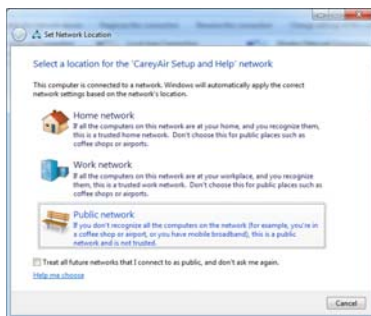 Set Network Location
Select a location for the 'CareyAir Setup and Help' network
This computer is connected to a network. Windows will automatically apply the correct
network settings based on the network's location.
Home network
If all the computers on this network are at your home, and you recognize them,
this is a trusted home network. Don't choose this for public places such as
coffee shops or airports.
Work network
If all the computers on this network are at your workplace, and you recognize
them, this is a trusted work network. Don't choose this for public places such as
coffee shops or airports.
Public network
If you don't recognize all the computers on the network (for example, you're in
a coffee shop or airport, or you have mobile broadband), this is a public
network and is not trusted.
Treat all future networks that I connect to as public, and don't ask me again.
Help me choose
Cancel